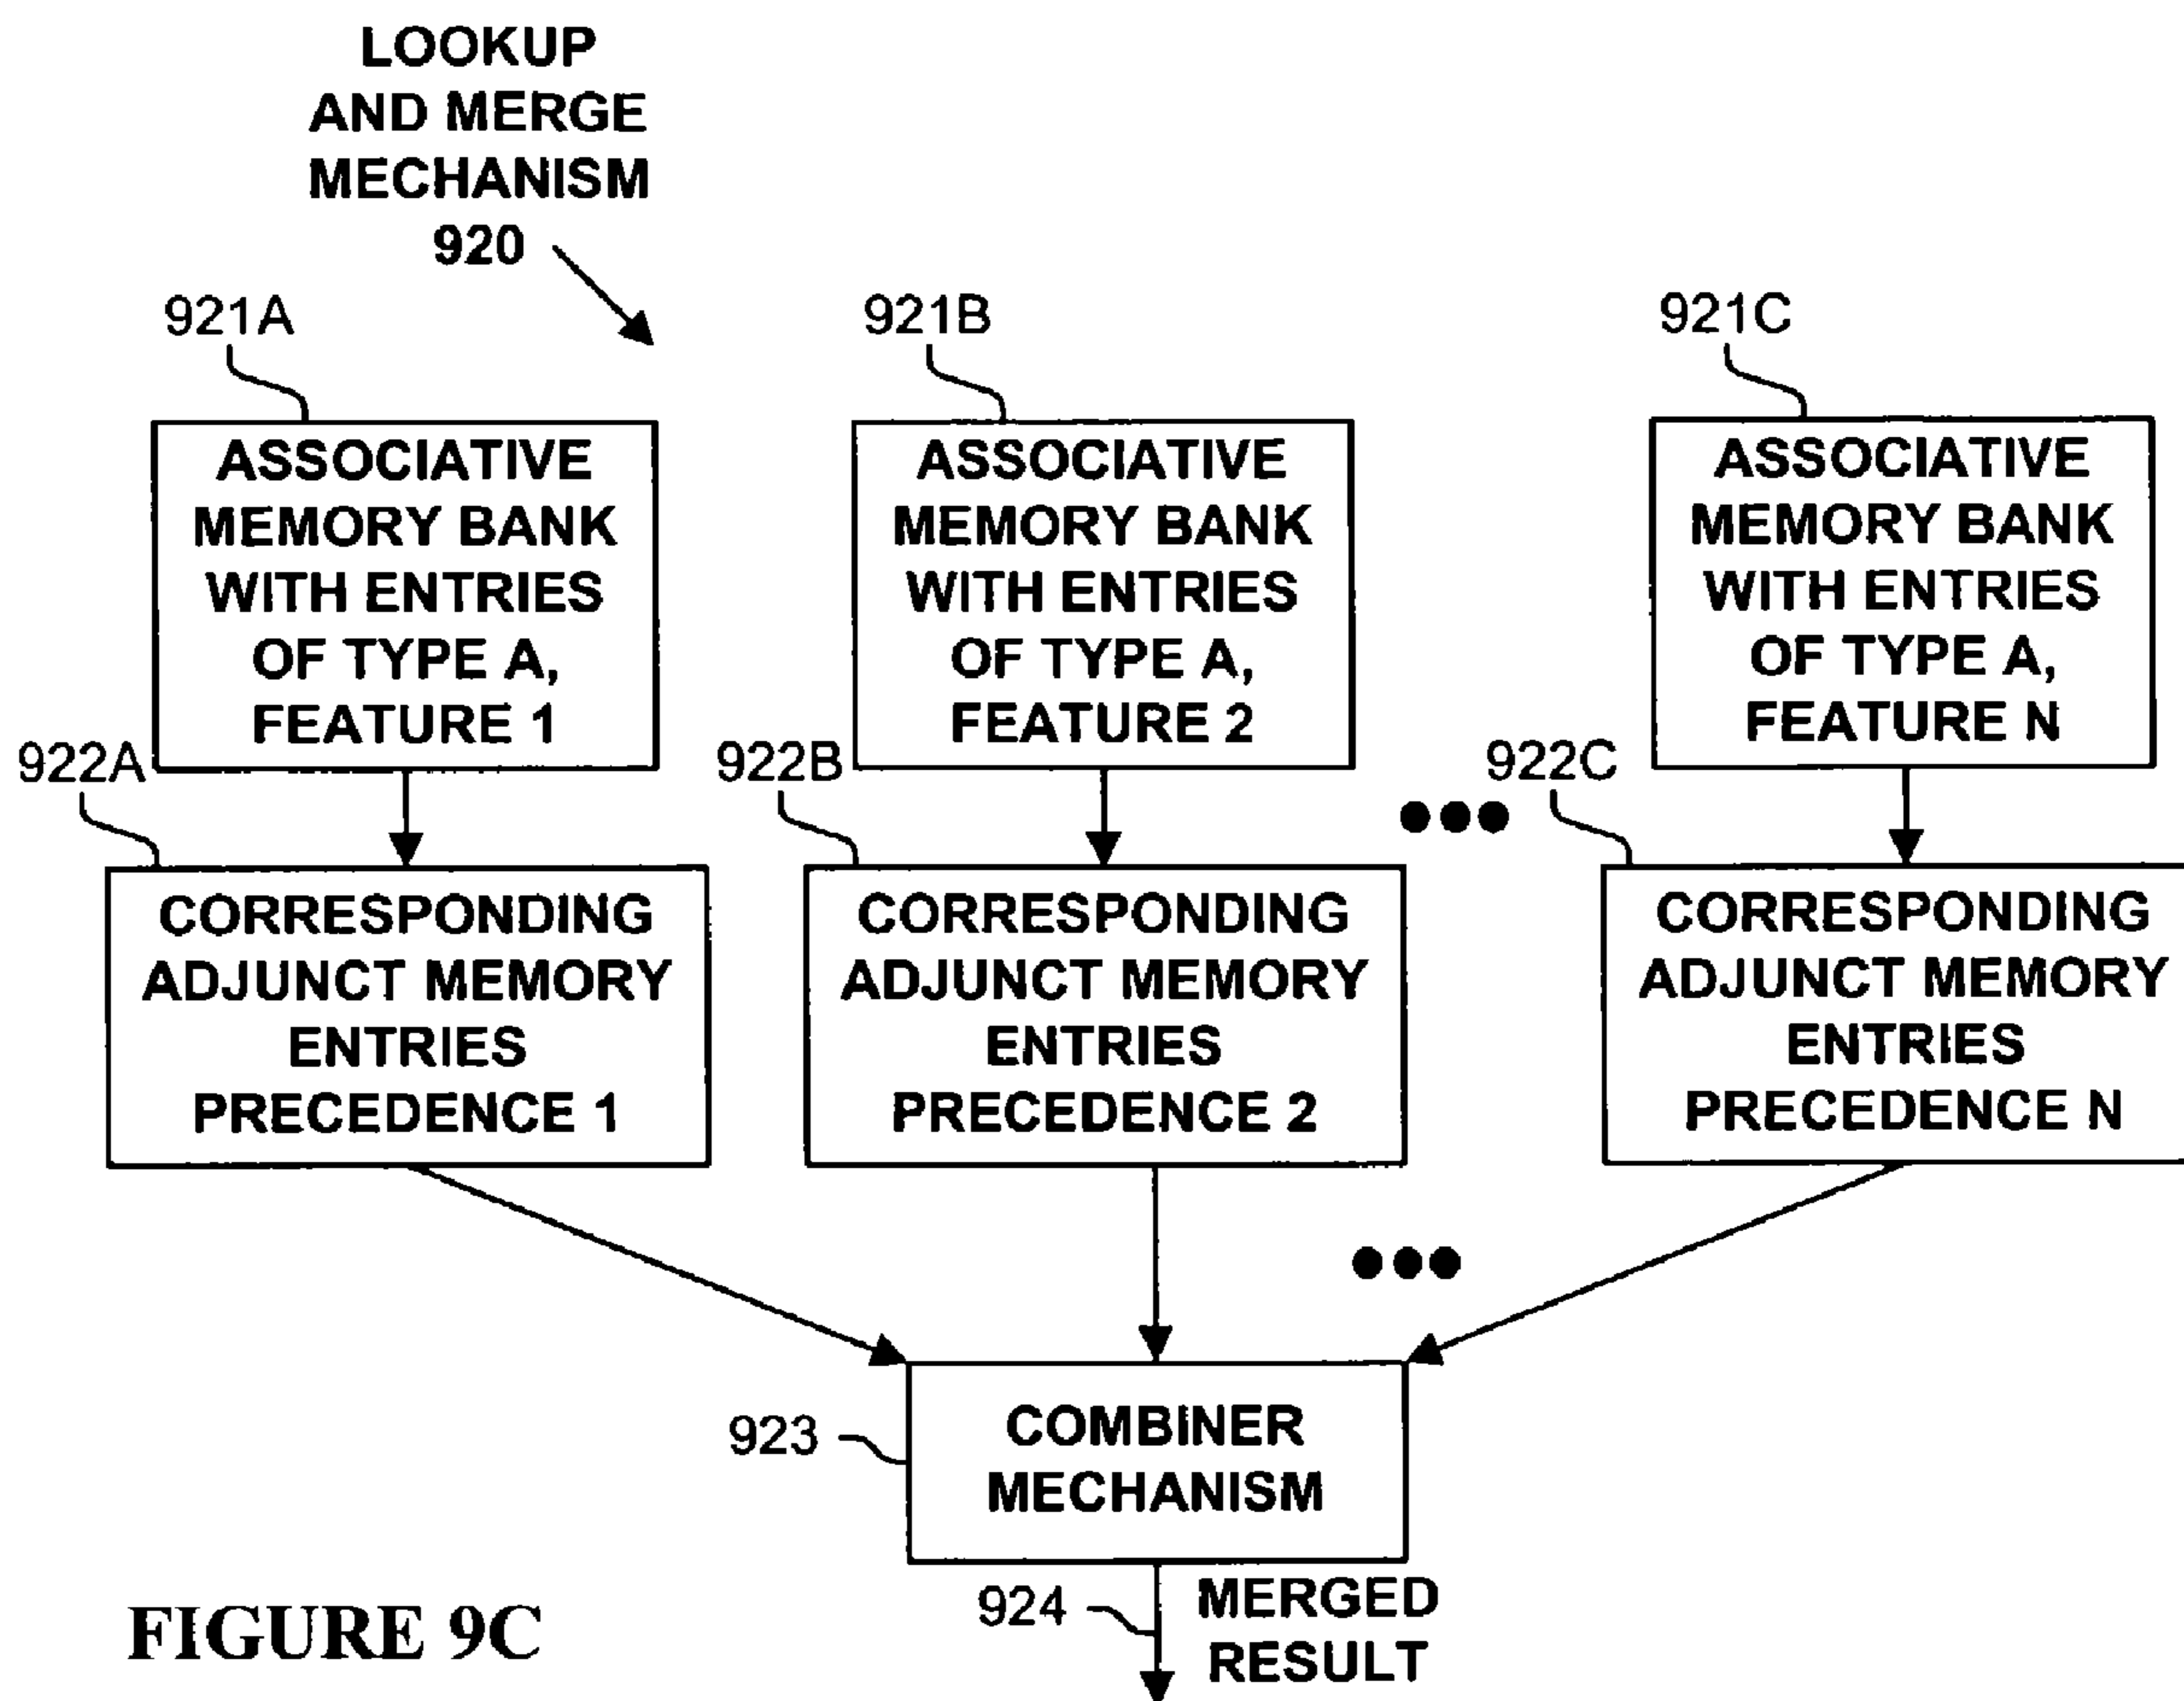 LOOKUP
AND MERGE
MECHANISM
920
921A
921B
921C
ASSOCIATIVE
MEMORY BANK
WITH ENTRIES
OF TYPE A,
FEATURE 1
ASSOCIATIVE
MEMORY BANK
WITH ENTRIES
OF TYPE A,
FEATURE 2
ASSOCIATIVE
MEMORY BANK
WITH ENTRIES
OF TYPE A,
FEATURE N
922A
922B
922C
CORRESPONDING
ADJUNCT MEMORY
ENTRIES
PRECEDENCE 1
CORRESPONDING
ADJUNCT MEMORY
ENTRIES
PRECEDENCE 2
CORRESPONDING
ADJUNCT MEMORY
ENTRIES
PRECEDENCE N
923
COMBINER
MECHANISM
924
MERGED
RESULT
FIGURE 9C